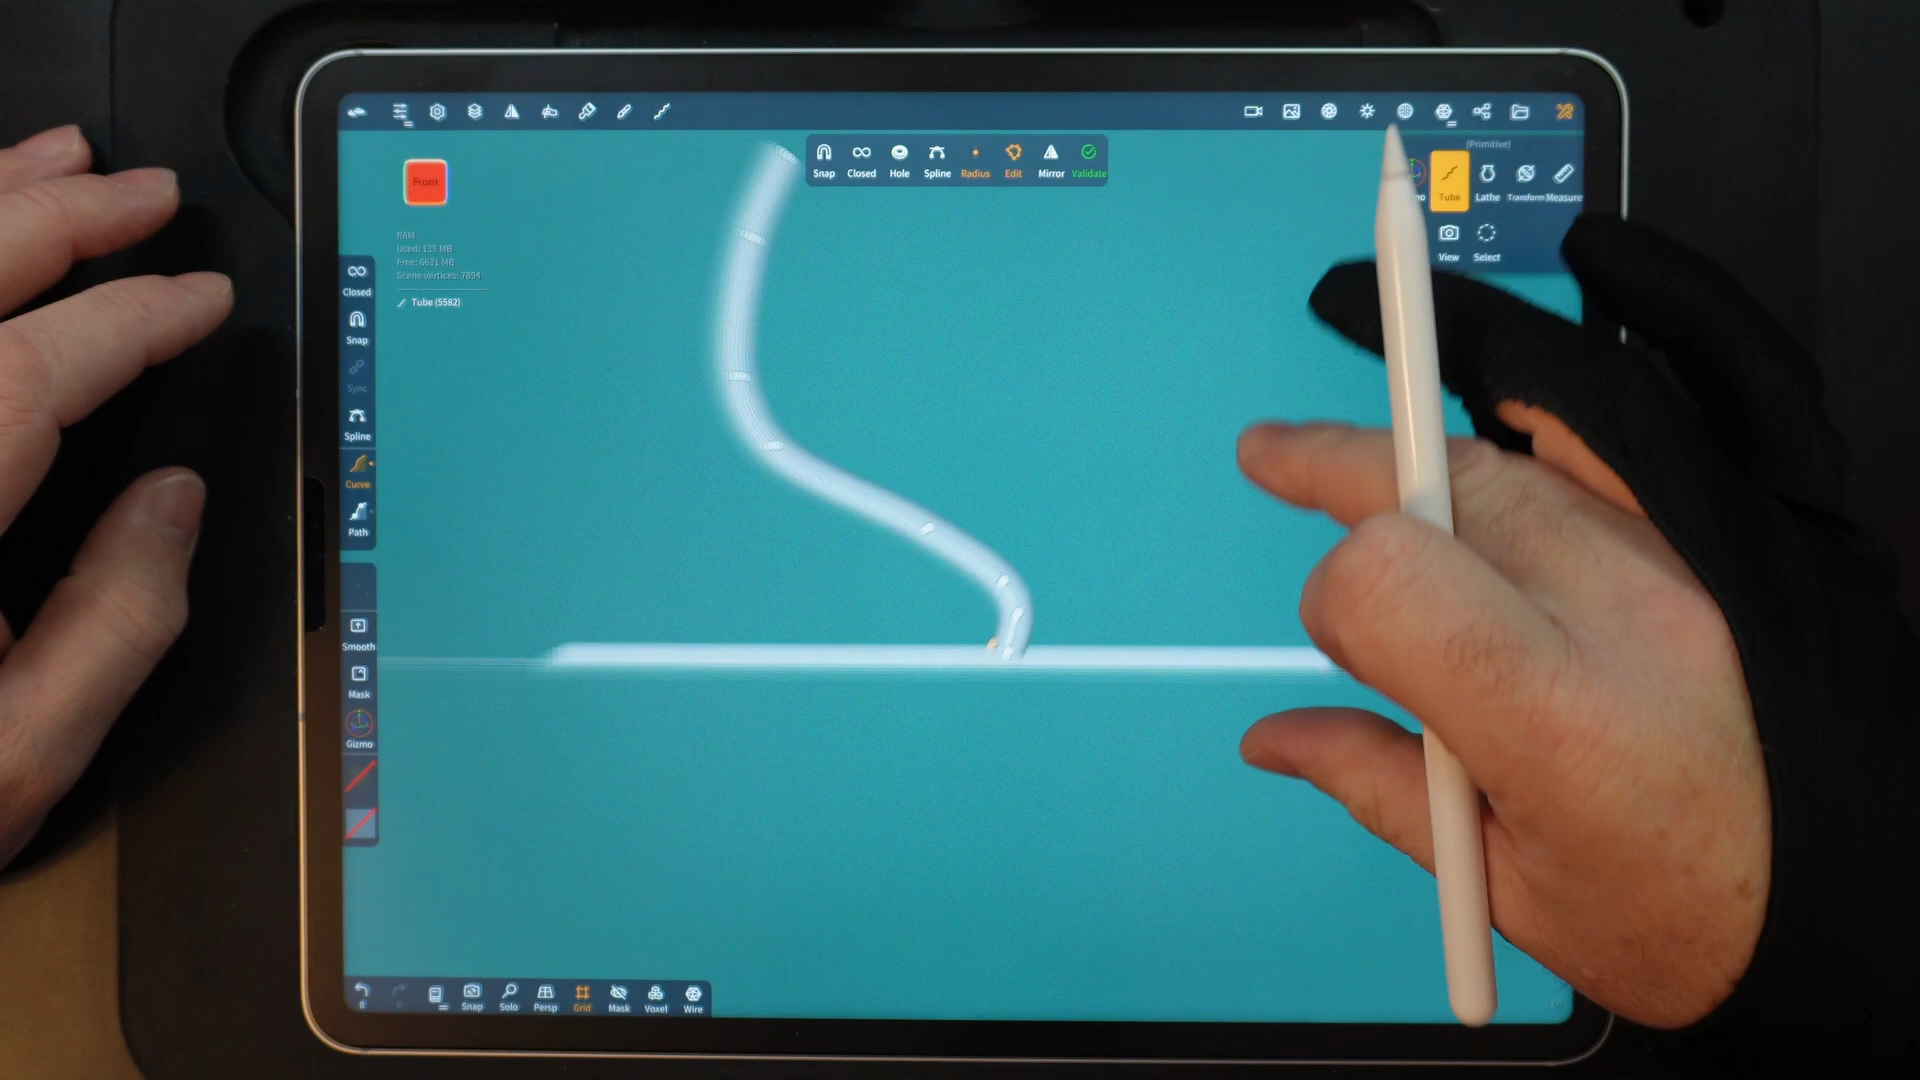 Snap Closed Hole Spline Radius Edit Mirror Validate
(Primitive)
Tube Lathe Transform Measure
View Select
Front
RAM
Used: 135 MB
Free: 6631 MB
Scene vertices: 7894
Tube (5582)
Closed
Snap
Sync
Spline
Curve
Path
Smooth
Mask
Gizmo
8
Snap Solo Persp Grid Mask Voxel Wire